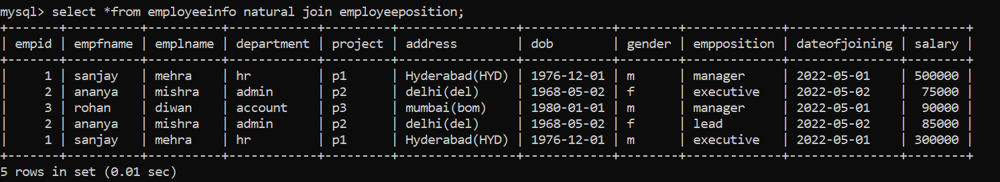 mysql> select *from employeeinfo natural join employeeposition;
+-------+----------+----------+------------+---------+----------------+------------+--------+-------------+---------------+--------+
| empid | empfname | emplname | department | project | address        | dob        | gender | empposition | dateofjoining | salary |
+-------+----------+----------+------------+---------+----------------+------------+--------+-------------+---------------+--------+
|     1 | sanjay   | mehra    | hr         | p1      | Hyderabad(HYD) | 1976-12-01 | m      | manager     | 2022-05-01    | 500000 |
|     2 | ananya   | mishra   | admin      | p2      | delhi(del)     | 1968-05-02 | f      | executive   | 2022-05-02    |  75000 |
|     3 | rohan    | diwan    | account    | p3      | mumbai(bom)    | 1980-01-01 | m      | manager     | 2022-05-01    |  90000 |
|     2 | ananya   | mishra   | admin      | p2      | delhi(del)     | 1968-05-02 | f      | lead        | 2022-05-02    |  85000 |
|     1 | sanjay   | mehra    | hr         | p1      | Hyderabad(HYD) | 1976-12-01 | m      | executive   | 2022-05-01    | 300000 |
+-------+----------+----------+------------+---------+----------------+------------+--------+-------------+---------------+--------+
5 rows in set (0.01 sec)